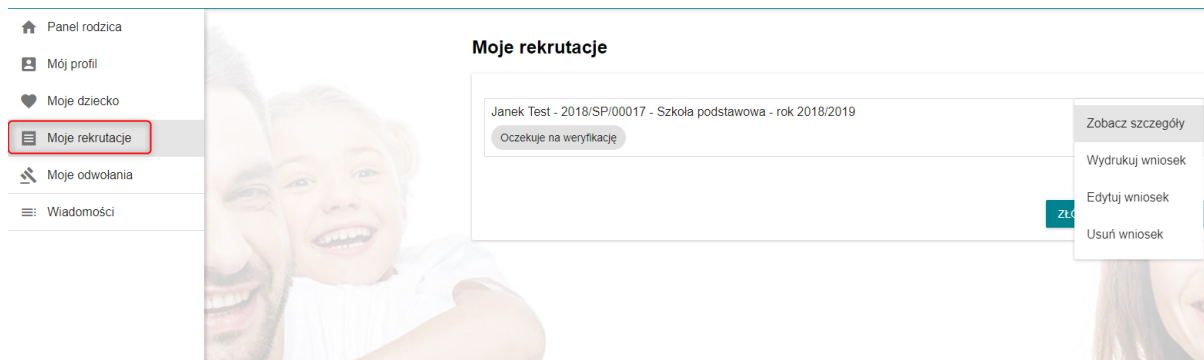 Panel rodzica
Mój profil
Moje dziecko
Moje rekrutacje
Moje odwołania
Wiadomości
Moje rekrutacje
Janek Test - 2018/SP/00017 - Szkoła podstawowa - rok 2018/2019
Oczekuje na weryfikację
Zobacz szczegóły
Wydrukuj wniosek
Edytuj wniosek
Usuń wniosek